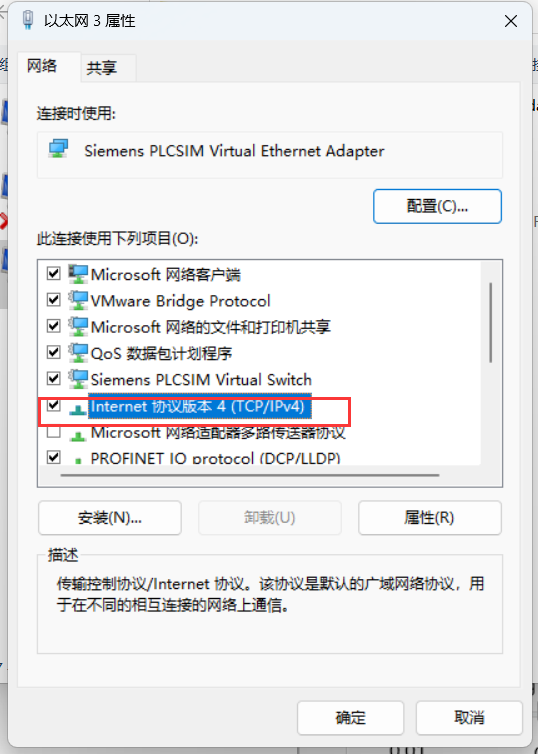 以太网 3 属性
网络
共享
连接时使用:
Siemens PLCSIM Virtual Ethernet Adapter
配置(C)...
此连接使用下列项目(O):
Microsoft 网络客户端
VMware Bridge Protocol
Microsoft 网络的文件和打印机共享
QoS 数据包计划程序
Siemens PLCSIM Virtual Switch
Internet 协议版本 4 (TCP/IPv4)
Microsoft 网络适配器多路传送器协议
PROFINET IO protocol (DCP/LLDP)
安装(N)...
卸载(U)
属性(R)
描述
传输控制协议/Internet 协议。该协议是默认的广域网络协议，用
于在不同的相互连接的网络上通信。
确定
取消